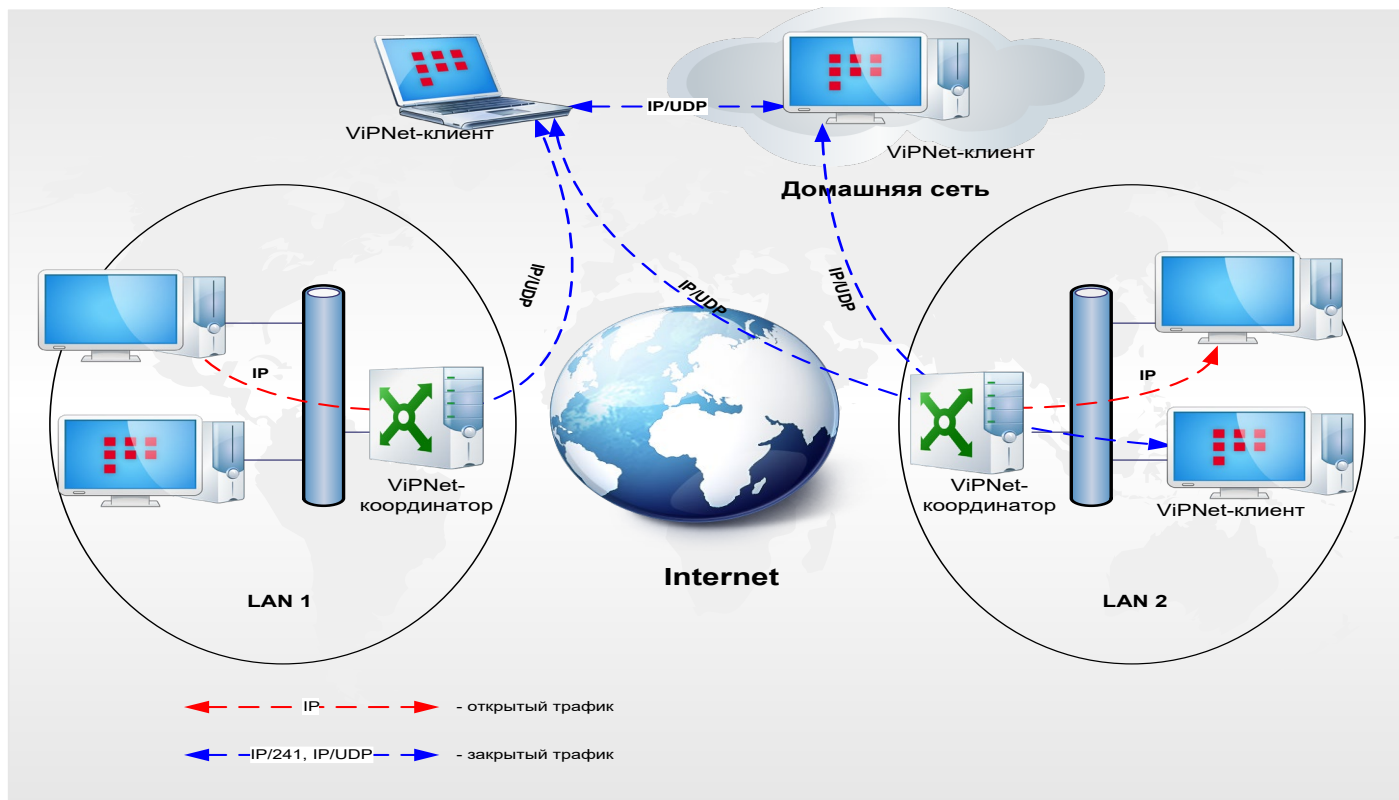 IP/UDP
ViPNet-клиент
ViPNet-клиент
Домашняя сеть
IP/UDP
IP/UDP
IP/UDP
IP
IP
ViPNet-
координатор
ViPNet-
координатор
ViPNet-клиент
Internet
LAN 1
LAN 2
IP
- открытый трафик
IP/241, IP/UDP
- закрытый трафик